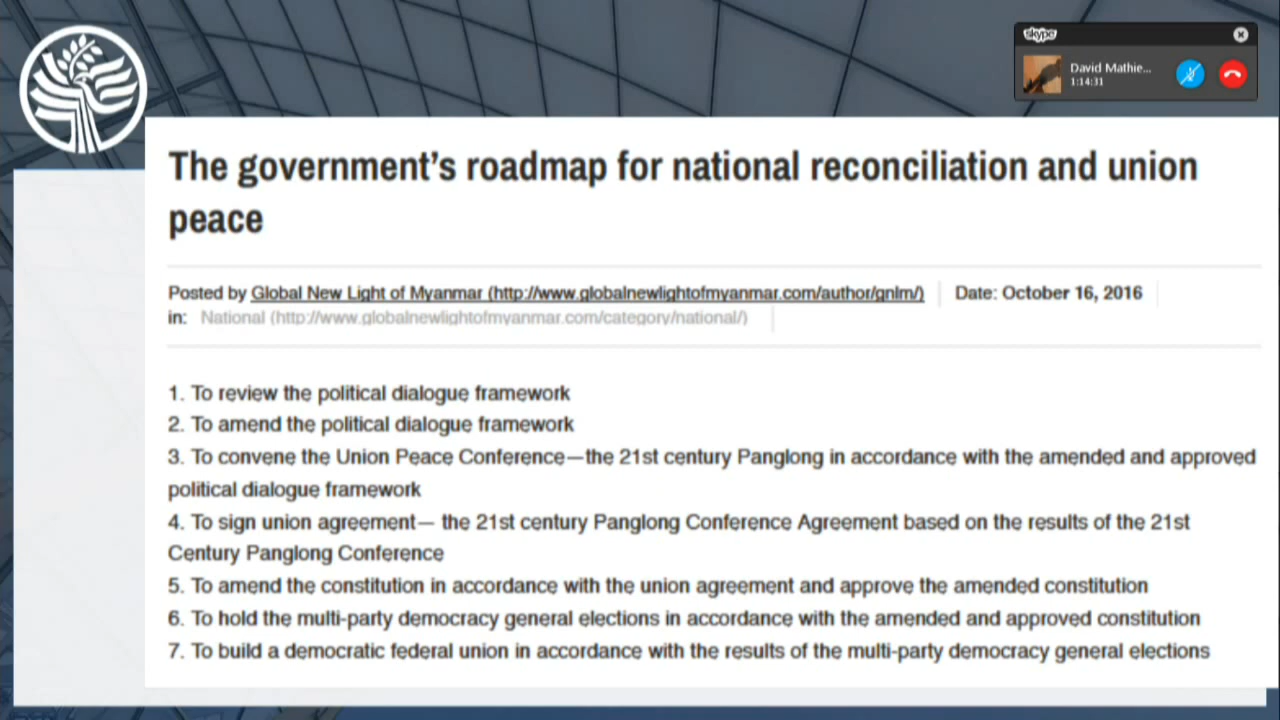 skype
David Mathie...
1:14:31
The government’s roadmap for national reconciliation and union
peace
Posted by Global New Light of Myanmar (http://www.globalnewlightofmyanmar.com/author/gnlm/) Date: October 16, 2016
in: National (http://www.globalnewlightofmyanmar.com/category/national/)
1. To review the political dialogue framework
2. To amend the political dialogue framework
3. To convene the Union Peace Conference—the 21st century Panglong in accordance with the amended and approved
political dialogue framework
4. To sign union agreement— the 21st century Panglong Conference Agreement based on the results of the 21st
Century Panglong Conference
5. To amend the constitution in accordance with the union agreement and approve the amended constitution
6. To hold the multi-party democracy general elections in accordance with the amended and approved constitution
7. To build a democratic federal union in accordance with the results of the multi-party democracy general elections